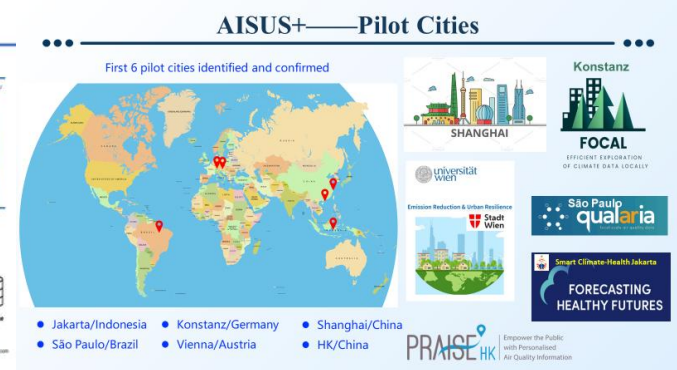 AISUS+——Pilot Cities
First 6 pilot cities identified and confirmed
Jakarta/Indonesia
Konstanz/Germany
Shanghai/China
São Paulo/Brazil
Vienna/Austria
HK/China
SHANGHAI
Konstanz
FOCAL
EFFICIENT EXPLORATION
OF CLIMATE DATA LOCALLY
universität
wien
Emission Reduction & Urban Resilience
Stadt
Wien
São Paulo
qualaria
Smart Climate-Health Jakarta
FORECASTING
HEALTHY FUTURES
PRAISE HK
Empower the Public
with Personalised
Air Quality Information